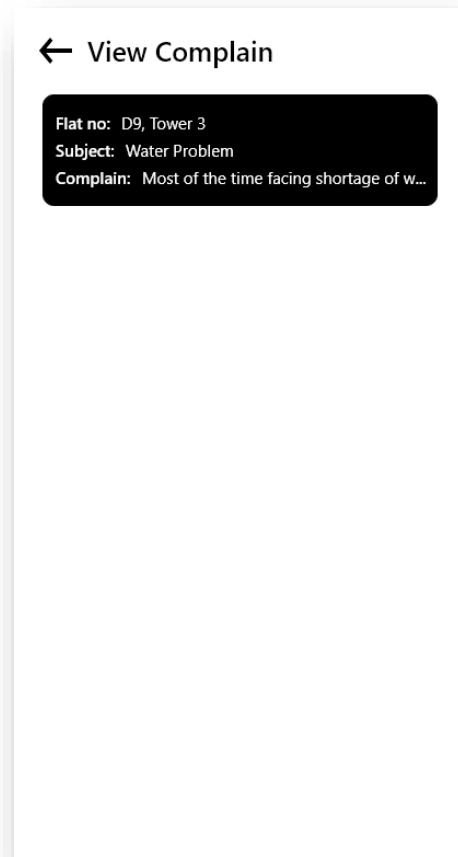 View Complain
Flat no: D9, Tower 3
Subject: Water Problem
Complain: Most of the time facing shortage of w...